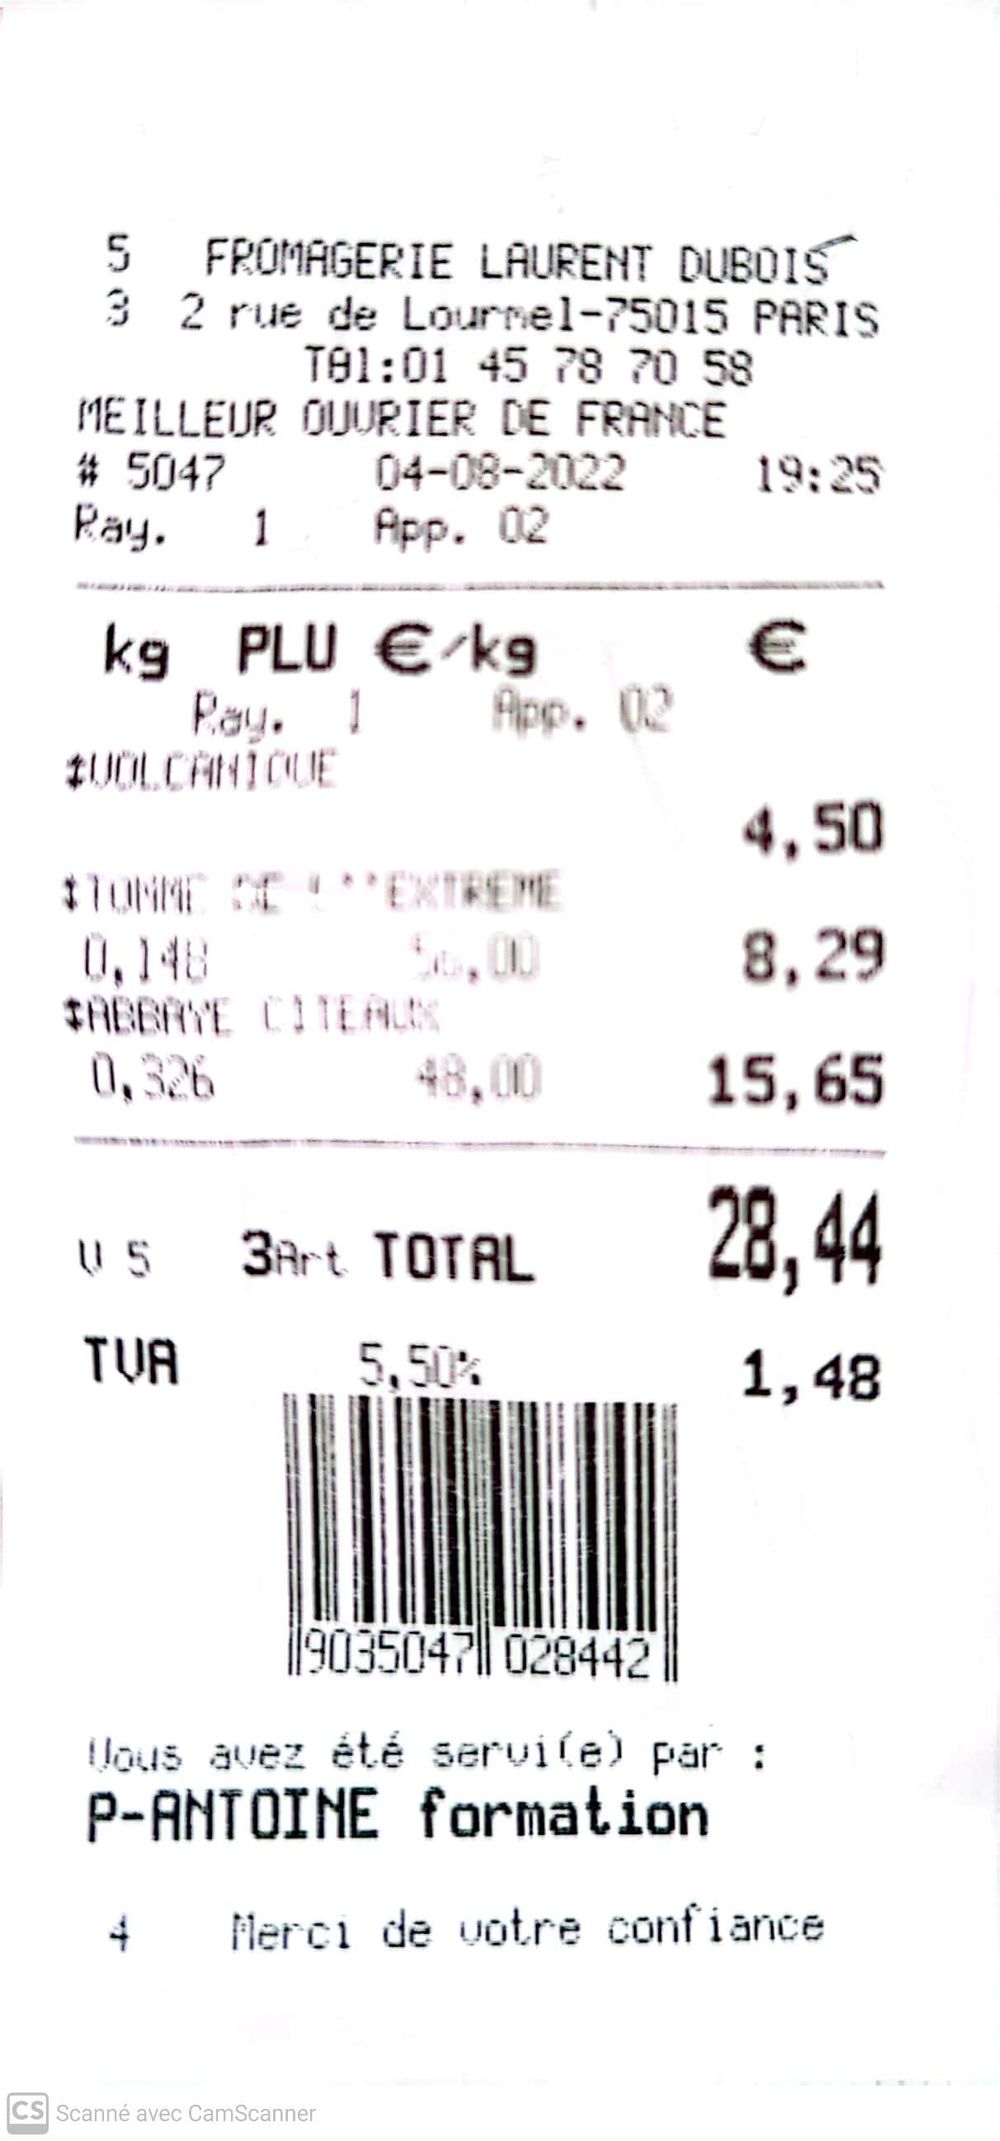 5 FROMAGERIE LAURENT DUBOIS
3 2 rue de Lourmel-75015 PARIS
Tél:01 45 78 70 58
MEILLEUR OUVRIER DE FRANCE
# 5047 04-08-2022 19:25
Ray. 1 App. 02
kg PLU €/kg €
Ray. 1 App. 02
‡VOLCANIQUE
4,50
‡TOMME DE L''EXTREME
0,148 56,00 8,29
‡ABBAYE CITEAUX
0,326 48,00 15,65
V 5 3Art TOTAL 28,44
TVA 5,50% 1,48
9035047 028442
Vous avez été servi(e) par :
P-ANTOINE formation
4 Merci de votre confiance
CS Scanné avec CamScanner